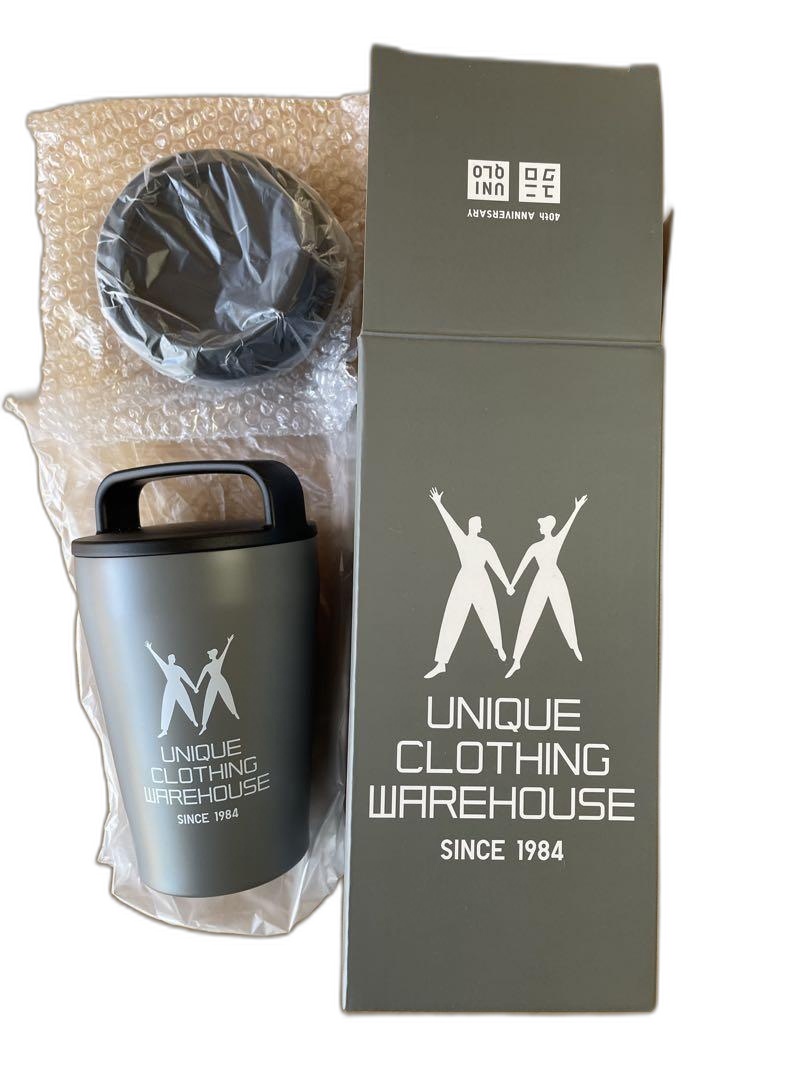 ユニ
クロ
UNI
QLO
40th ANNIVERSARY
UNIQUE
CLOTHING
WAREHOUSE
SINCE 1984
UNIQUE
CLOTHING
WAREHOUSE
SINCE 1984